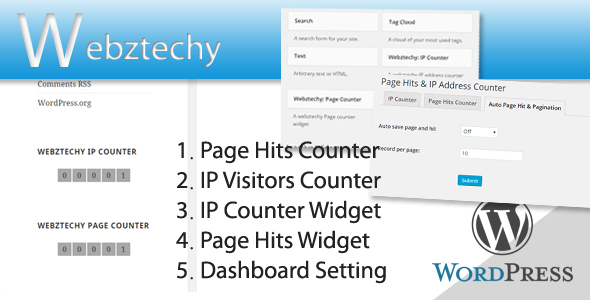 Webztechy
Comments RSS
WordPress.org
WEBZTECHY IP COUNTER
0 0 0 0 1
WEBZTECHY PAGE COUNTER
0 0 0 0 1
Search
A search form for your site.
Tag Cloud
A cloud of your most used tags.
Text
Arbitrary text or HTML.
Webztechy: IP Counter
A webztechy IP address counter
Webztechy: Page Counter
A webztechy Page counter
widget
Page Hits & IP Address Counter
IP Counter
Page Hits Counter
Auto Page Hit & Pagination
Auto save page and hit
Off
Record per page:
10
Submit
1. Page Hits Counter
2. IP Visitors Counter
3. IP Counter Widget
4. Page Hits Widget
5. Dashboard Setting
W
WORDPRESS